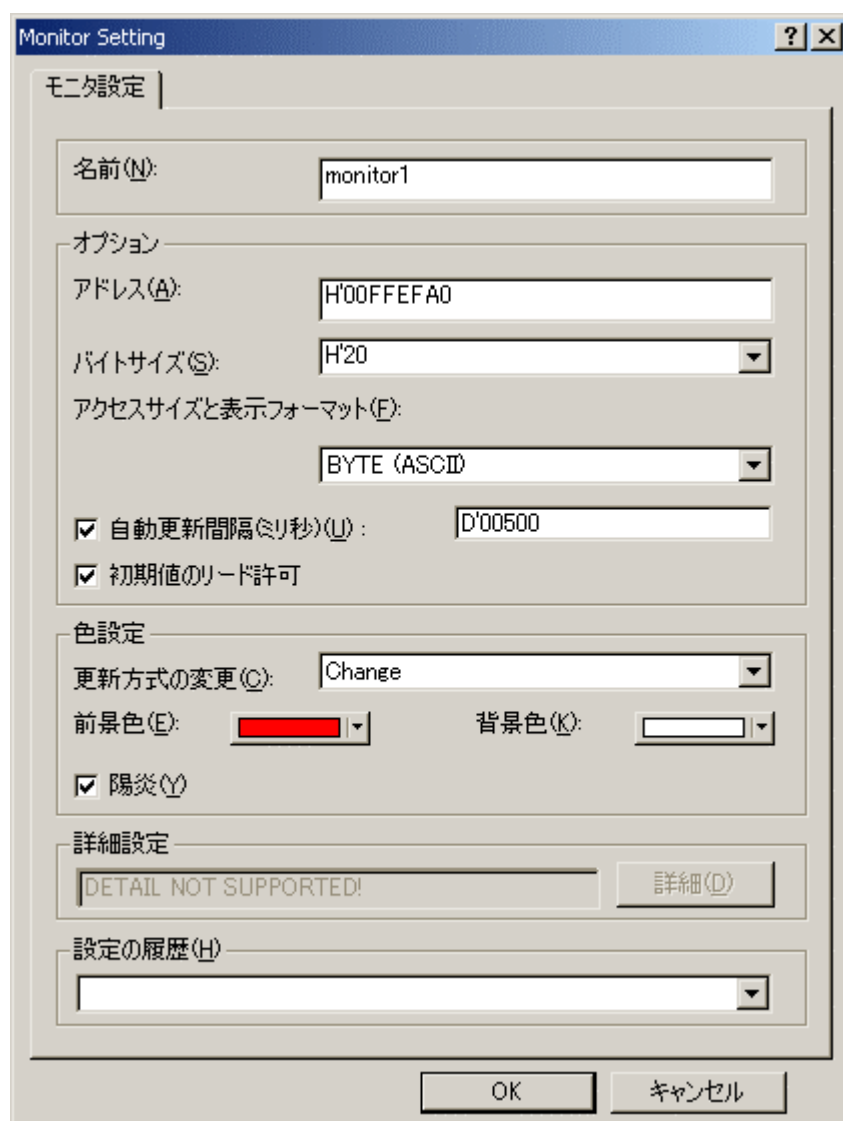 Monitor Setting
モニタ設定
名前(N): monitor1
オプション
アドレス(A): H'00FFEFA0
バイトサイズ(S): H'20
アクセスサイズと表示フォーマット(F):
BYTE (ASCII)
自動更新間隔(ミリ秒)(U) : D'00500
初期値のリード許可
色設定
更新方式の変更(C): Change
前景色(E): 背景色(K):
陽炎(Y)
詳細設定
DETAIL NOT SUPPORTED! 詳細(D)
設定の履歴(H)
OK キャンセル